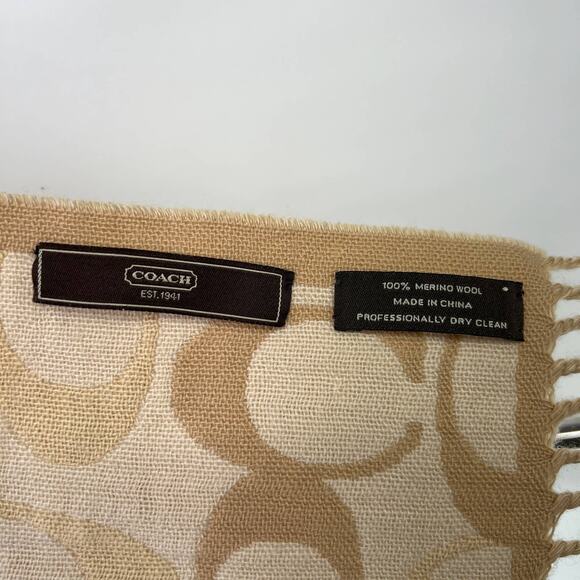 COACH
EST. 1941
100% MERINO WOOL
MADE IN CHINA
PROFESSIONALLY DRY CLEAN